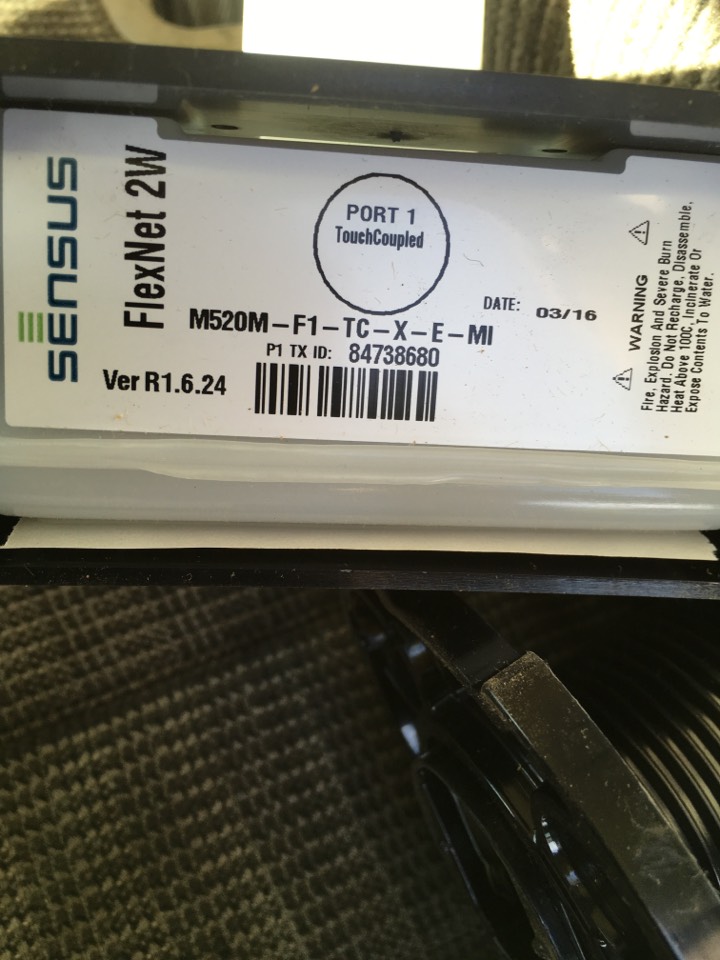 SENSUS
FlexNet 2W
PORT 1
TouchCoupled
DATE: 03/16
M520M-F1-TC-X-E-MI
P1 TX ID: 84738680
Ver R1.6.24
WARNING
Fire, Explosion And Severe Burn
Hazard. Do Not Recharge, Disassemble,
Heat Above 100C, Incinerate Or
Expose Contents To Water.